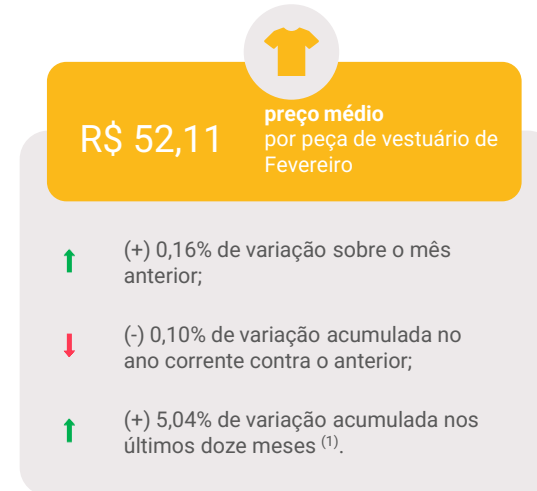 R$ 52,11
preço médio
por peça de vestuário de
Fevereiro
(+) 0,16% de variação sobre o mês
anterior;
(-) 0,10% de variação acumulada no
ano corrente contra o anterior;
(+) 5,04% de variação acumulada nos
últimos doze meses (1).